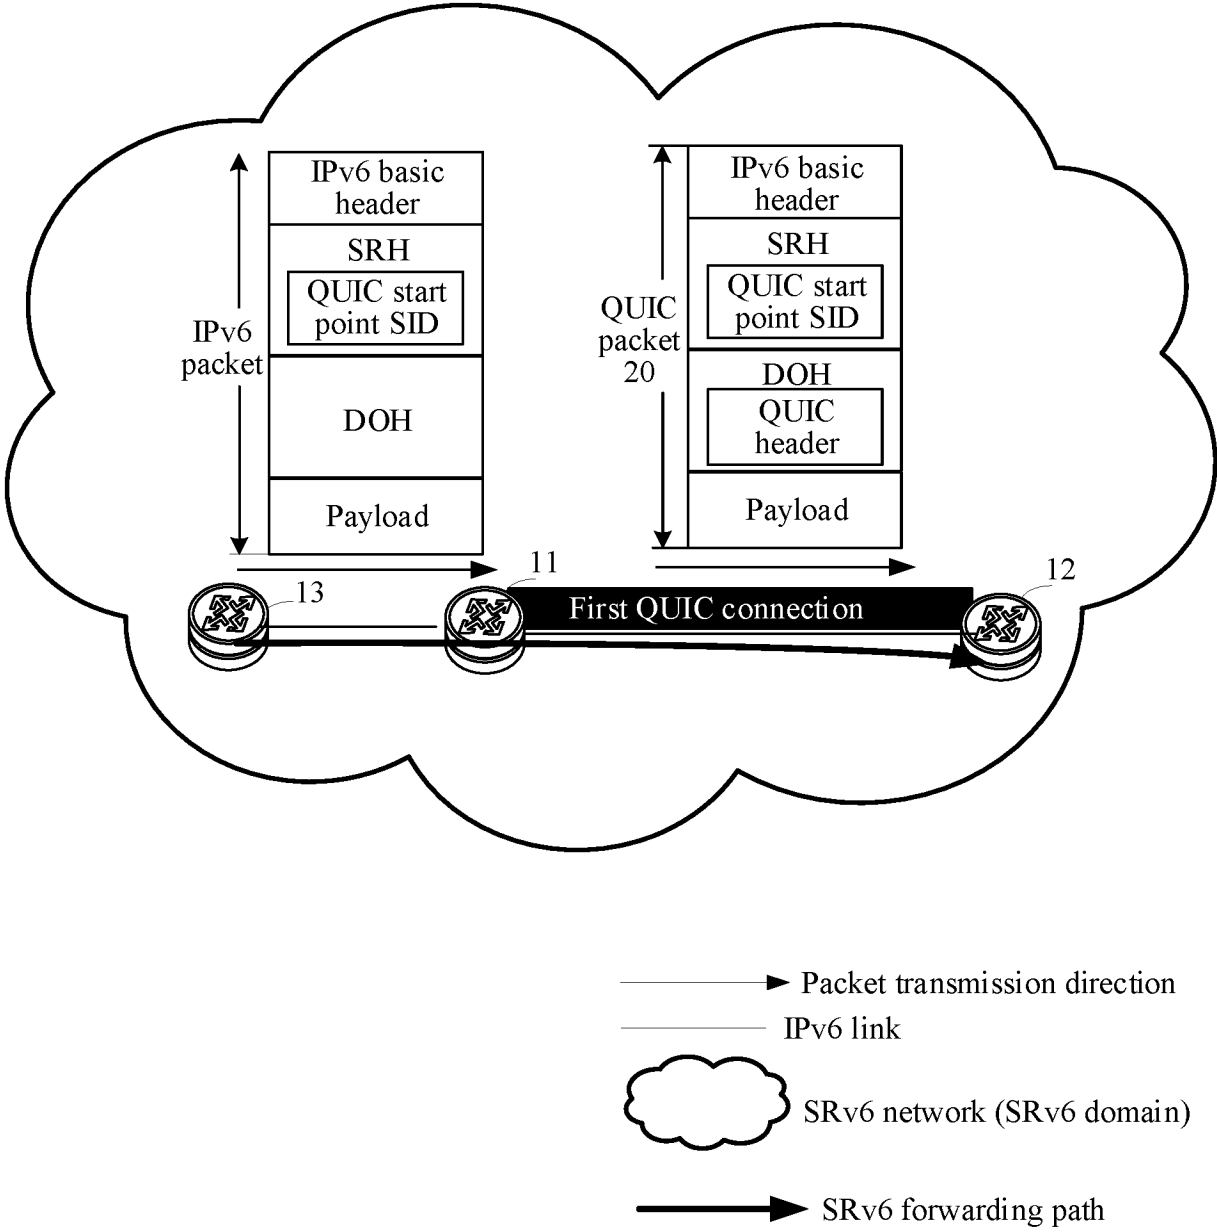 IPv6 basic
header
SRH
QUIC start
point SID
IPv6
packet
DOH
Payload
IPv6 basic
header
SRH
QUIC start
point SID
QUIC
packet
20
DOH
QUIC
header
Payload
13
11
First QUIC connection
12
Packet transmission direction
IPv6 link
SRv6 network (SRv6 domain)
SRv6 forwarding path